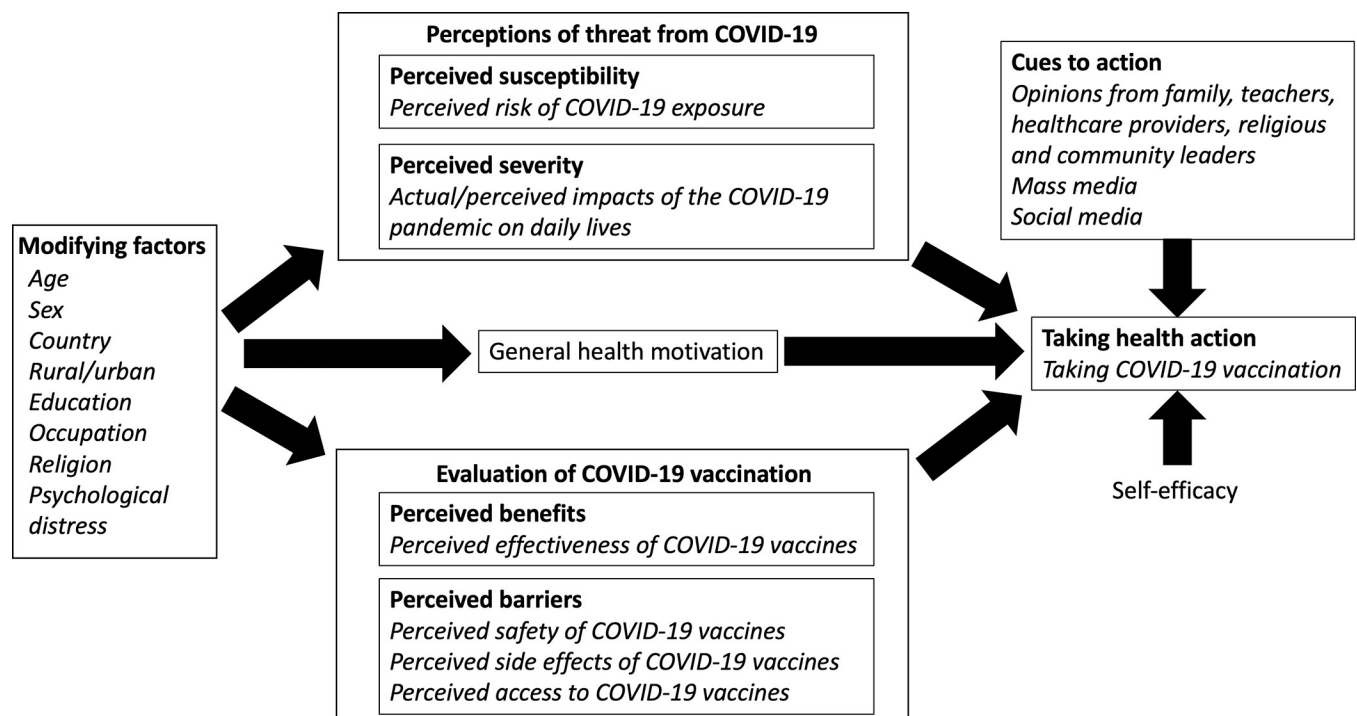 Modifying factors
Age
Sex
Country
Rural/urban
Education
Occupation
Religion
Psychological
distress
Perceptions of threat from COVID-19
Perceived susceptibility
Perceived risk of COVID-19 exposure
Perceived severity
Actual/perceived impacts of the COVID-19
pandemic on daily lives
General health motivation
Evaluation of COVID-19 vaccination
Perceived benefits
Perceived effectiveness of COVID-19 vaccines
Perceived barriers
Perceived safety of COVID-19 vaccines
Perceived side effects of COVID-19 vaccines
Perceived access to COVID-19 vaccines
Cues to action
Opinions from family, teachers,
healthcare providers, religious
and community leaders
Mass media
Social media
Taking health action
Taking COVID-19 vaccination
Self-efficacy